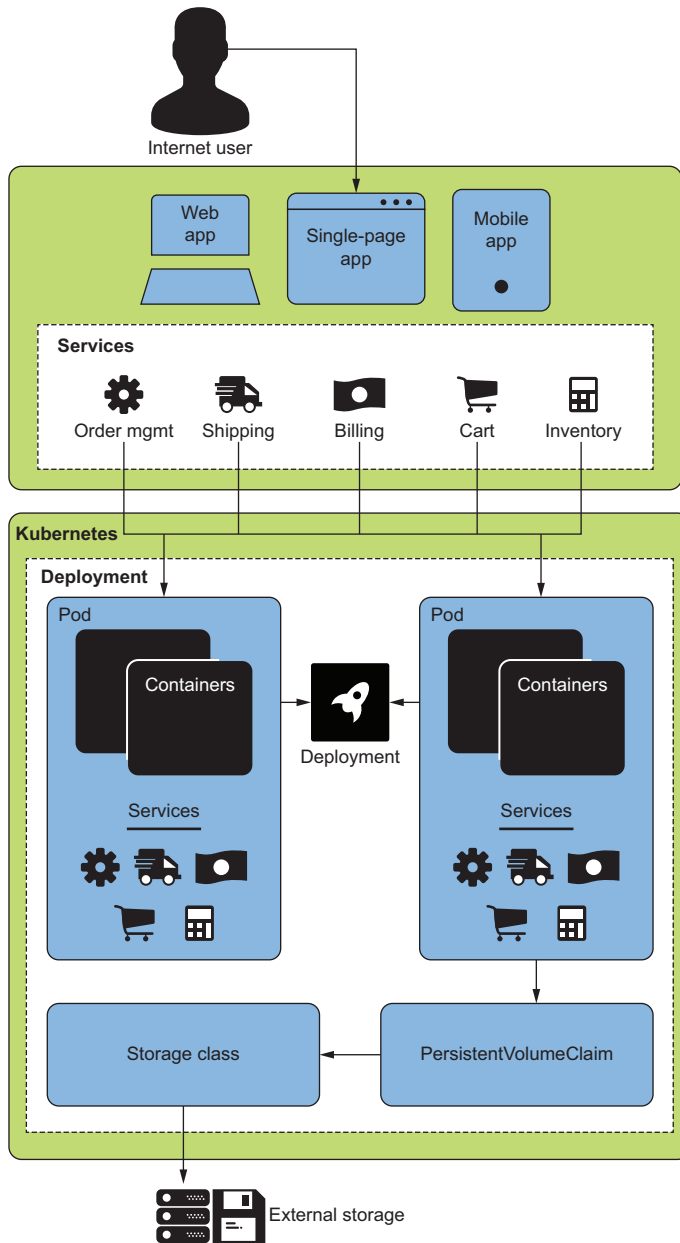 Internet user
Web
app
Single-page
app
Mobile
app
Services
Order mgmt
Shipping
Billing
Cart
Inventory
Kubernetes
Deployment
Pod
Containers
Services
Deployment
Pod
Containers
Services
Storage class
PersistentVolumeClaim
External storage